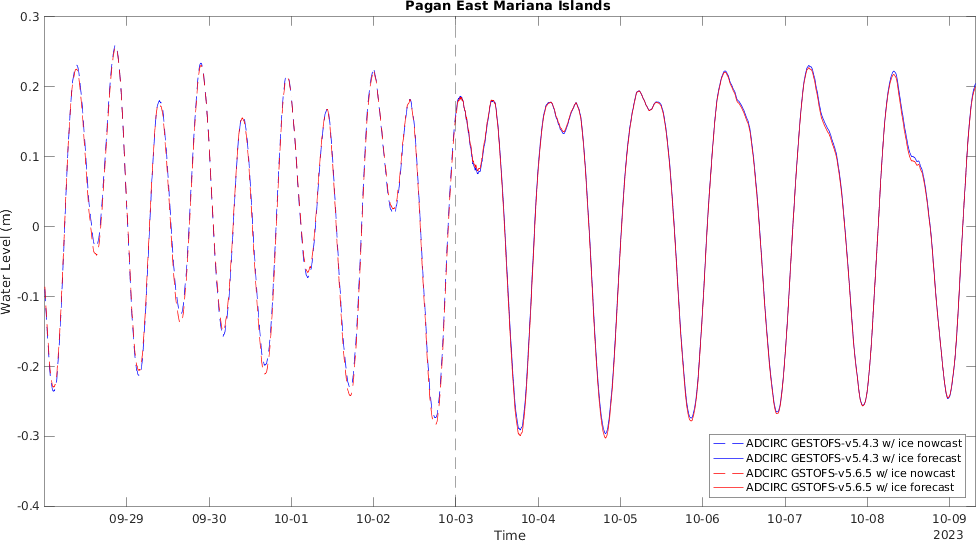 Pagan East Mariana Islands
0.3
0.2
0.1
0
-0.1
-0.2
-0.3
-0.4
Water Level (m)
ADCIRC GESTOFS-v5.4.3 w/ ice nowcast
ADCIRC GESTOFS-v5.4.3 w/ ice forecast
ADCIRC GSTOFS-v5.6.5 w/ ice nowcast
ADCIRC GSTOFS-v5.6.5 w/ ice forecast
09-29 09-30 10-01 10-02 10-03 10-04 10-05 10-06 10-07 10-08 10-09
2023
Time